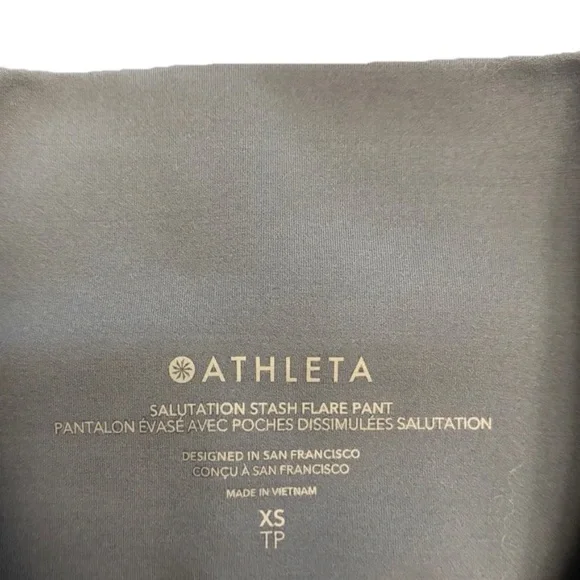 ATHLETA
SALUTATION STASH FLARE PANT
PANTALON ÉVASÉ AVEC POCHES DISSIMULÉES SALUTATION
DESIGNED IN SAN FRANCISCO
CONÇU À SAN FRANCISCO
MADE IN VIETNAM
XS
TP